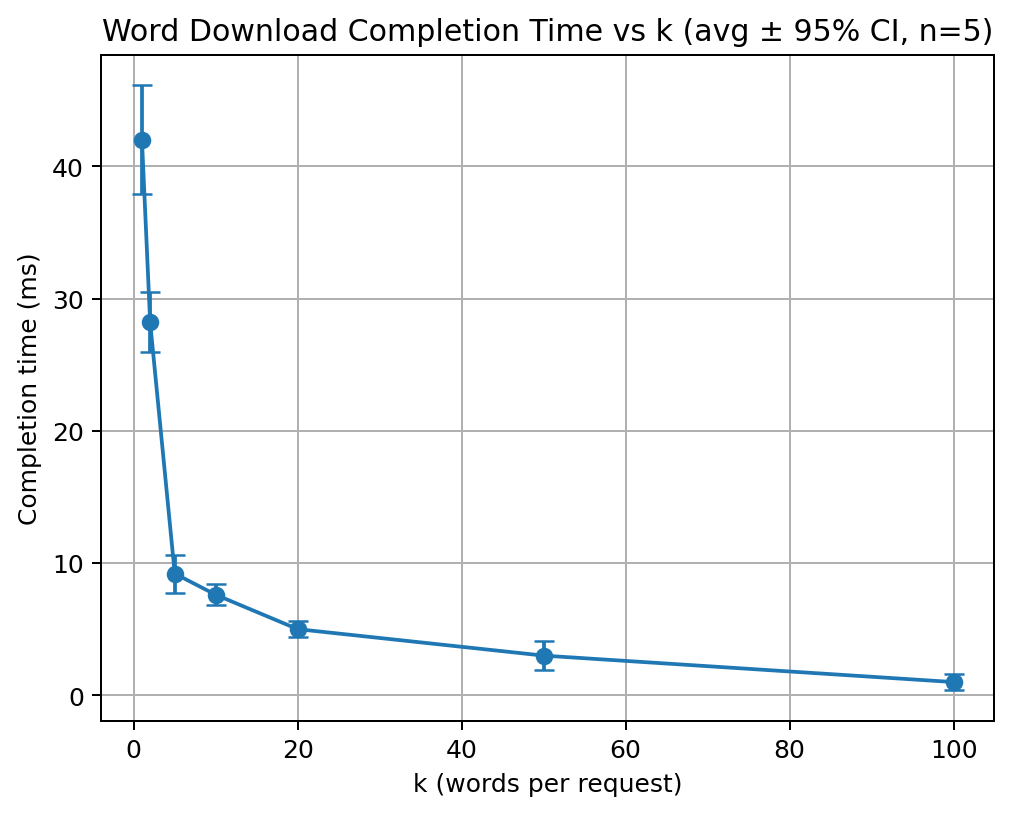 Word Download Completion Time vs k (avg ± 95% CI, n=5)
Completion time (ms)
40
30
20
10
0
0 20 40 60 80 100
k (words per request)